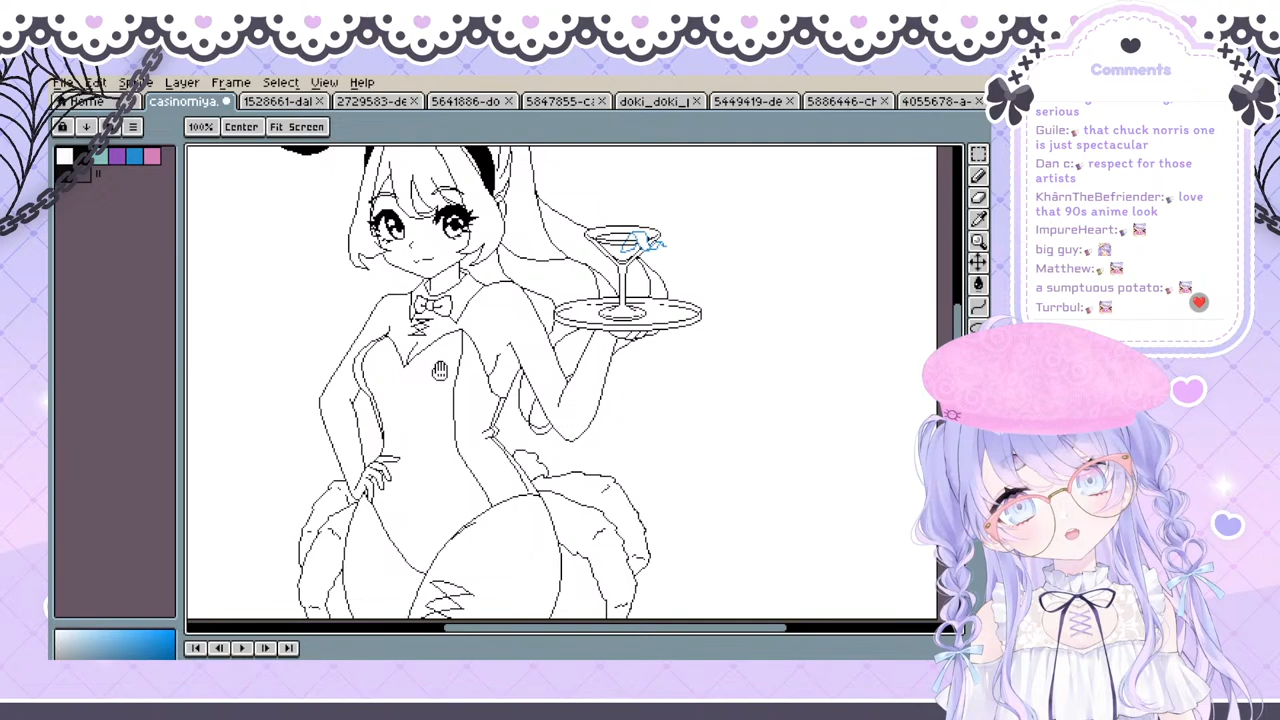 File Edit Sprite Layer Frame Select View Help
Home casinomiya. 1528661-dal 2729583-de 5641886-do 5847855-ca doki_doki_ 5449419-de 5886446-ch 4055678-a-
100% Center Fit Screen
Comments
serious
Guile: that chuck norris one
is just spectacular
Dan c: respect for those
artists
KhârnTheBefriender: love
that 90s anime look
ImpureHeart:
big guy:
Matthew:
a sumptuous potato:
Turrbul: